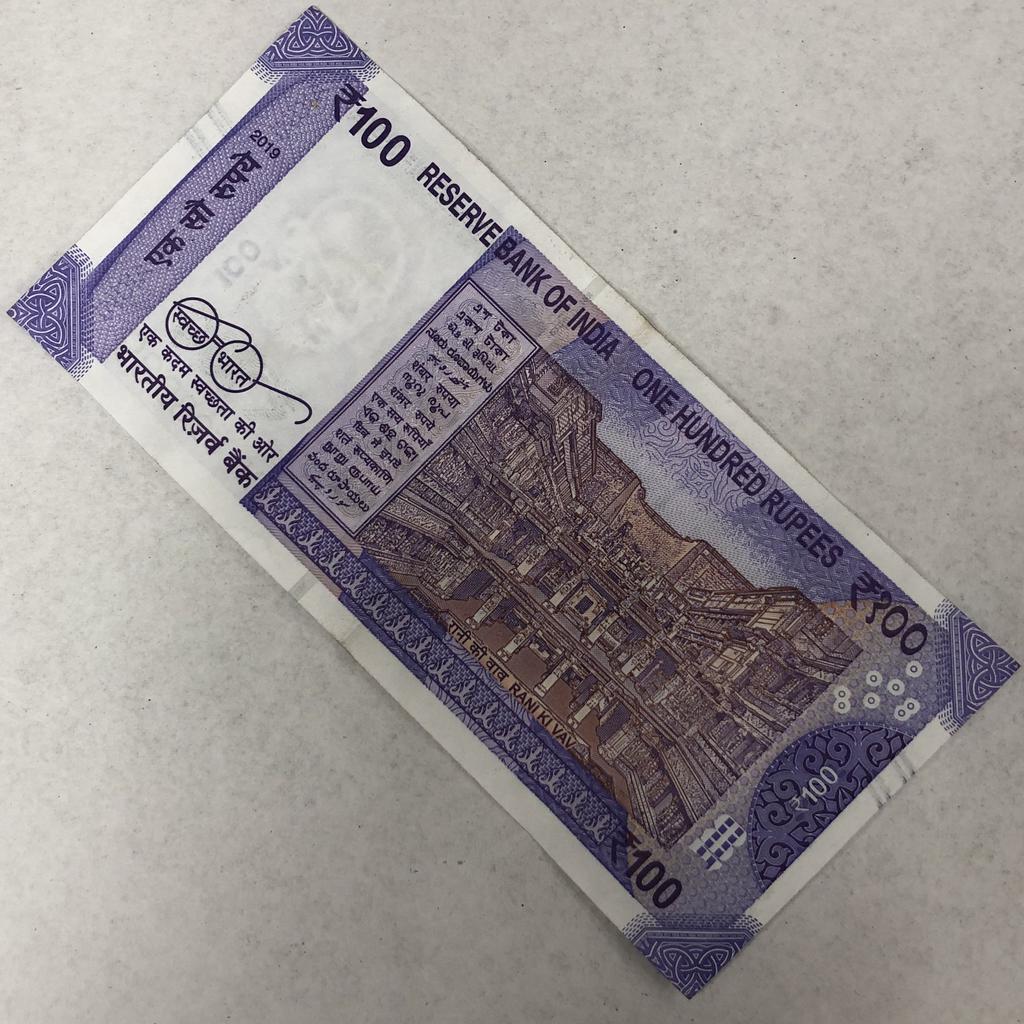 ₹100
RESERVE BANK OF INDIA
ONE HUNDRED RUPEES
₹१००
2019
एक सौ रुपये
स्वच्छ भारत
एक कदम स्वच्छता की ओर
भारतीय रिज़र्व बैंक
रानी की वाव RANI KI VAV
₹100
₹100
100